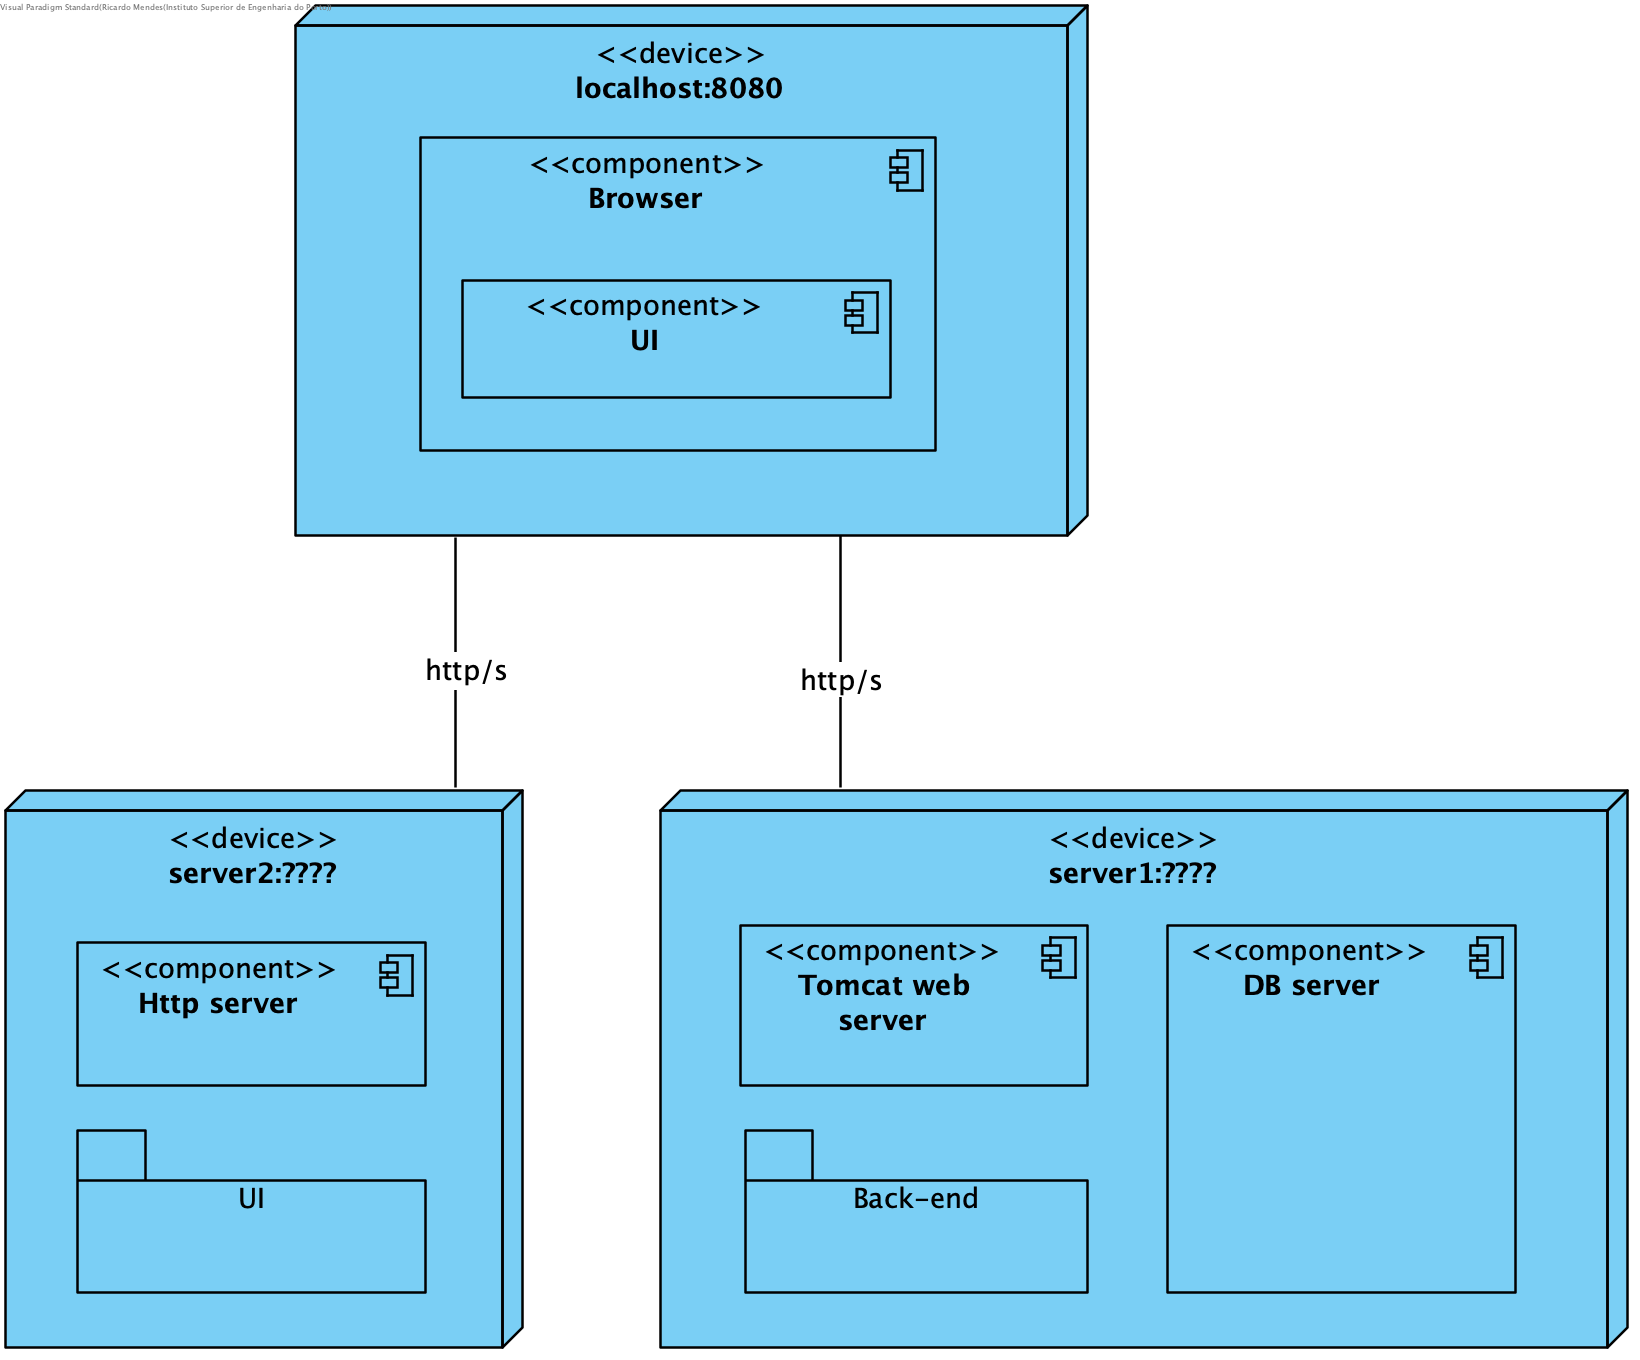 Visual Paradigm Standard(Ricardo Mendes(Instituto Superior de Engenharia do Porto))
<<device>>
localhost:8080
<<component>>
Browser
<<component>>
UI
http/s
http/s
<<device>>
server2:????
<<component>>
Http server
UI
<<device>>
server1:????
<<component>>
Tomcat web
server
Back-end
<<component>>
DB server